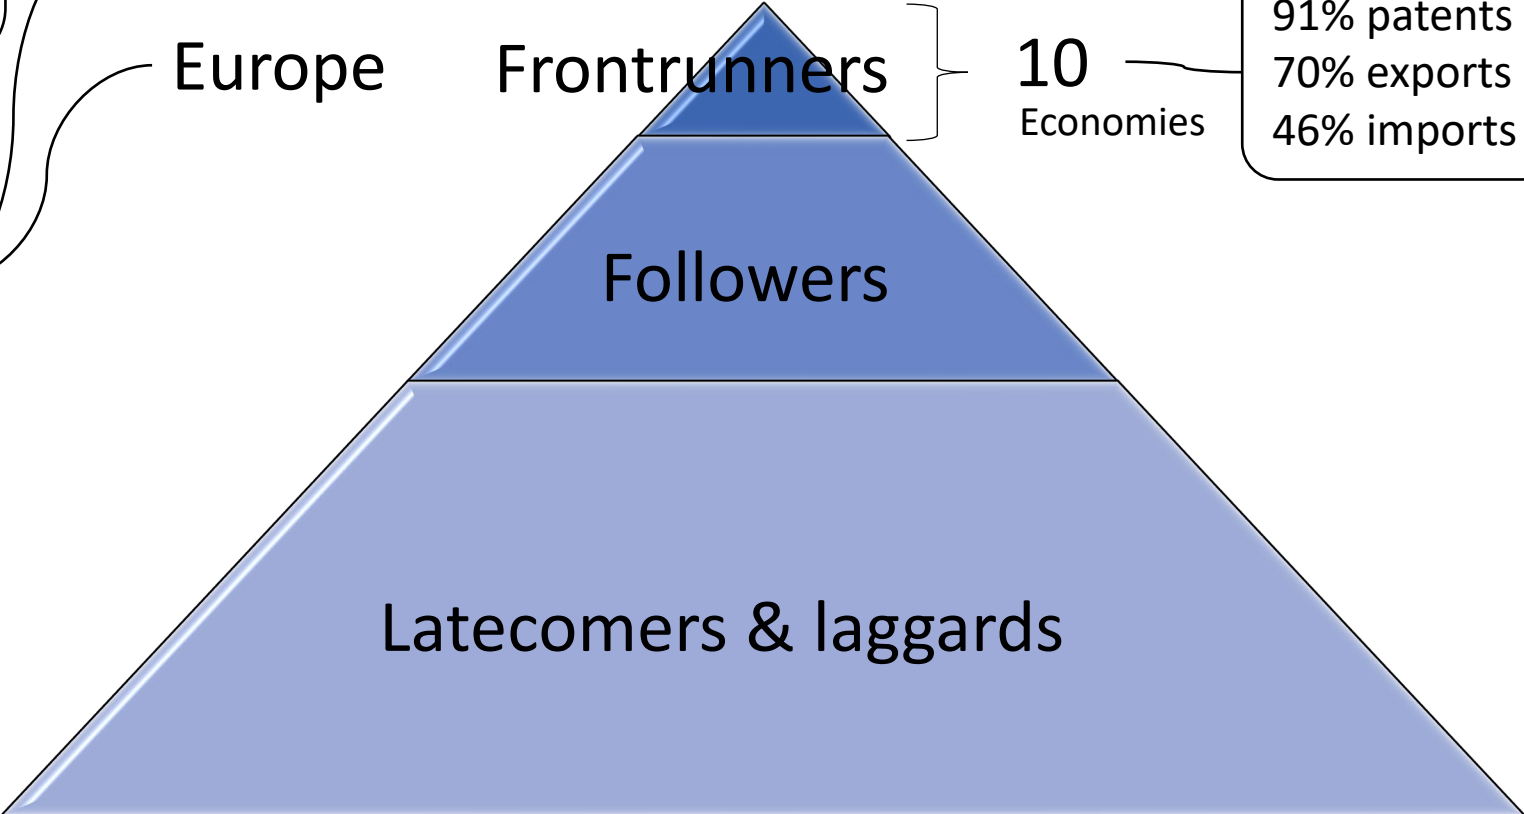 Europe
Frontrunners
10
Economies
91% patents
70% exports
46% imports
Followers
Latecomers & laggards